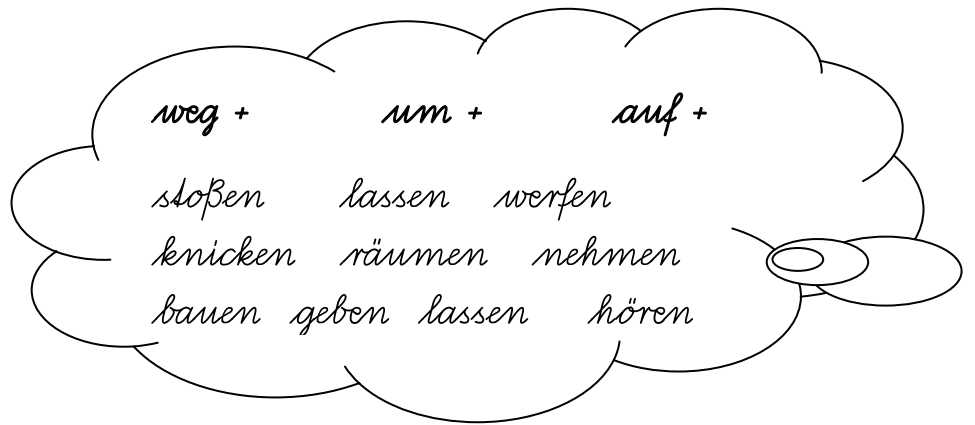 weg + um + auf +
stoßen lassen werfen
knicken räumen nehmen
bauen geben lassen hören